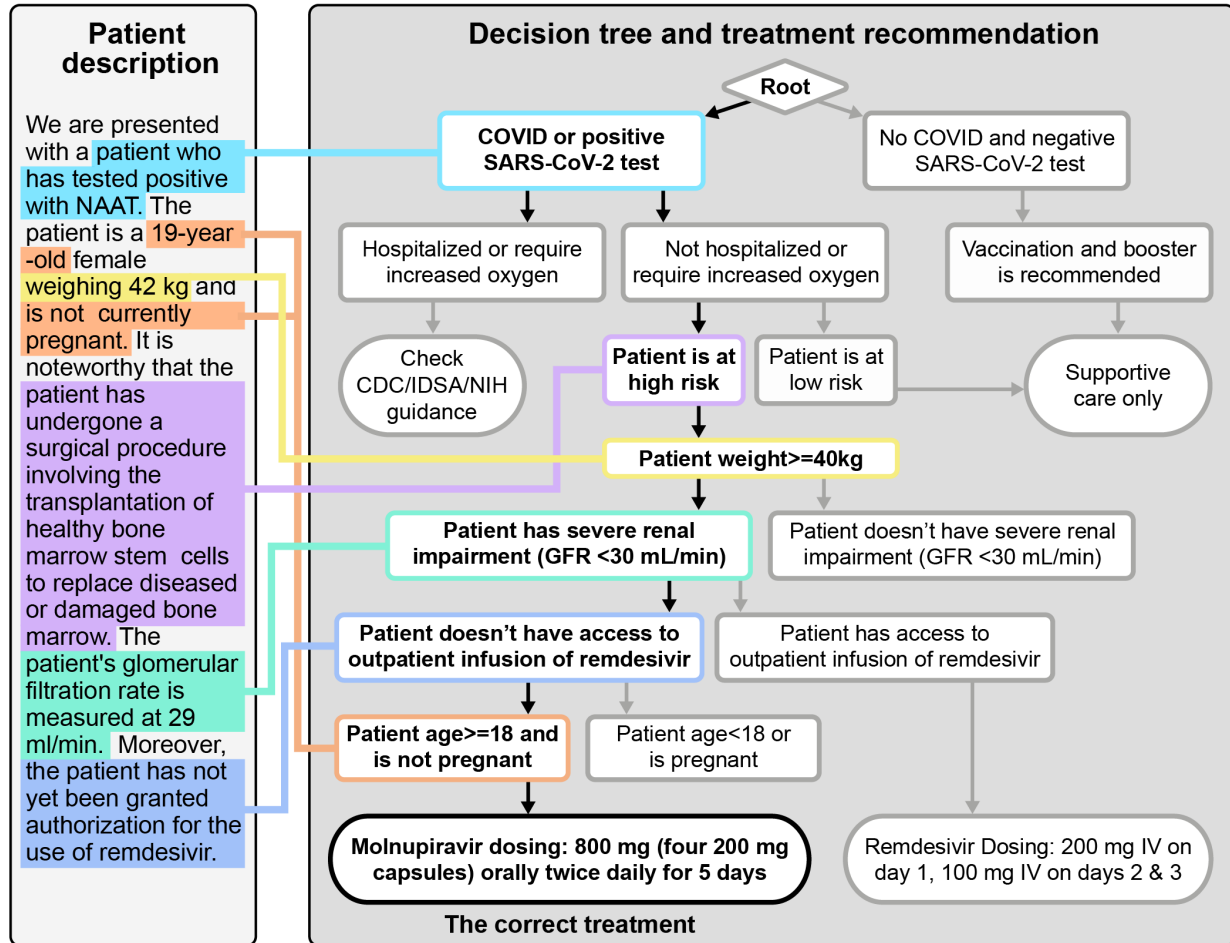 Patient
description
We are presented
with a patient who
has tested positive
with NAAT. The
patient is a 19-year
-old female
weighing 42 kg and
is not currently
pregnant. It is
noteworthy that the
patient has
undergone a
surgical procedure
involving the
transplantation of
healthy bone
marrow stem cells
to replace diseased
or damaged bone
marrow. The
patient's glomerular
filtration rate is
measured at 29
ml/min. Moreover,
the patient has not
yet been granted
authorization for the
use of remdesivir.
Decision tree and treatment recommendation
Root
COVID or positive
SARS-CoV-2 test
No COVID and negative
SARS-CoV-2 test
Hospitalized or require
increased oxygen
Not hospitalized or
require increased oxygen
Vaccination and booster
is recommended
Check
CDC/IDSA/NIH
guidance
Patient is at
high risk
Patient is at
low risk
Supportive
care only
Patient weight>=40kg
Patient has severe renal
impairment (GFR <30 mL/min)
Patient doesn't have severe renal
impairment (GFR <30 mL/min)
Patient doesn't have access to
outpatient infusion of remdesivir
Patient has access to
outpatient infusion of remdesivir
Patient age>=18 and
is not pregnant
Patient age<18 or
is pregnant
Molnupiravir dosing: 800 mg (four 200 mg
capsules) orally twice daily for 5 days
Remdesivir Dosing: 200 mg IV on
day 1, 100 mg IV on days 2 & 3
The correct treatment